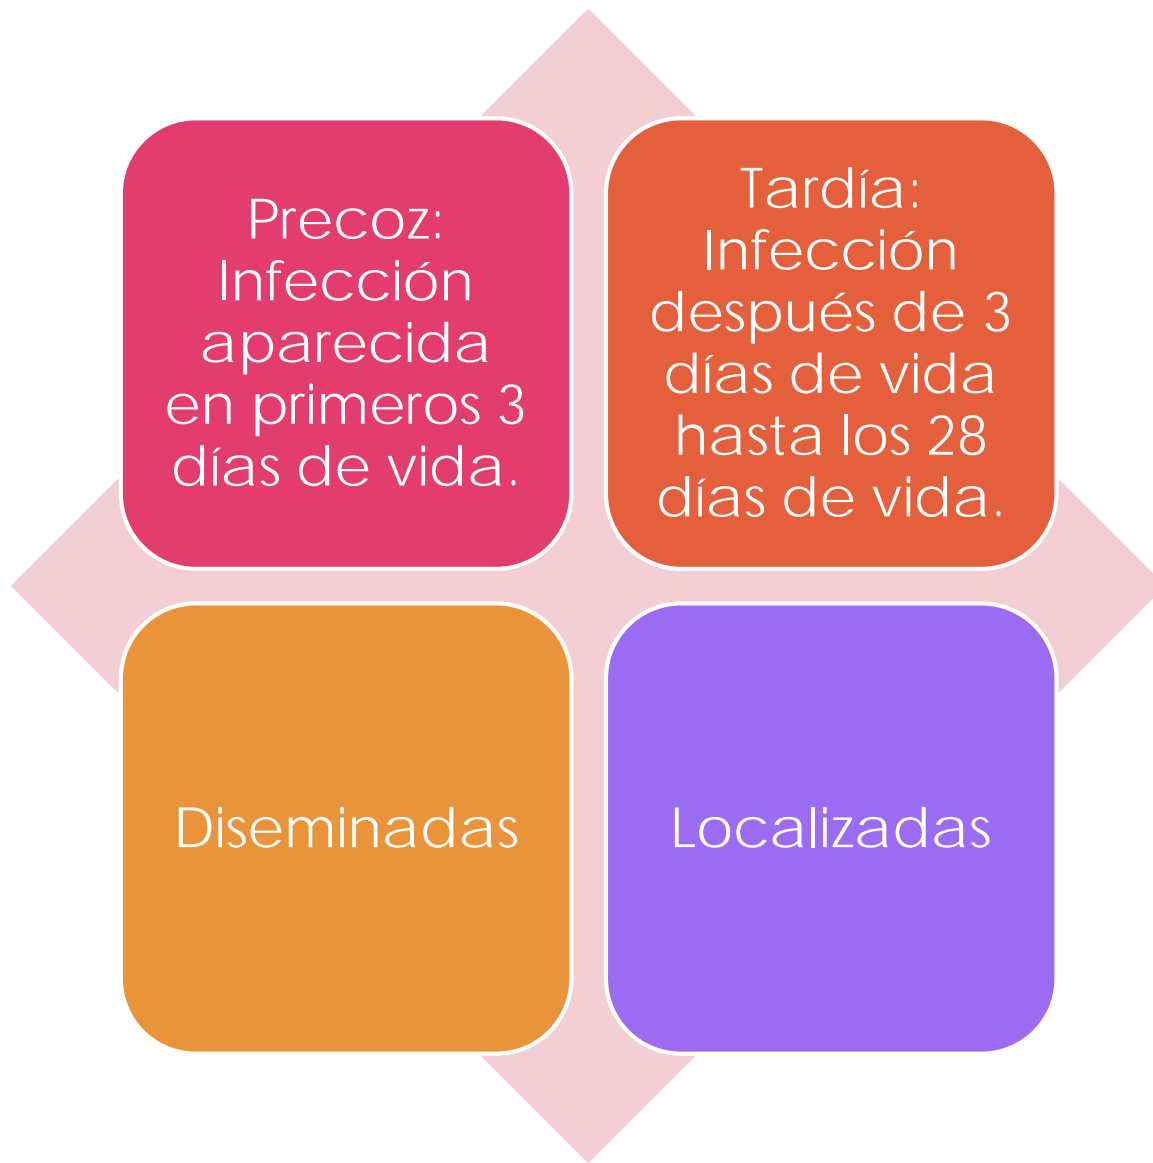 Precoz:
Infección
aparecida
en primeros 3
días de vida.
Tardía:
Infección
después de 3
días de vida
hasta los 28
días de vida.
Diseminadas
Localizadas